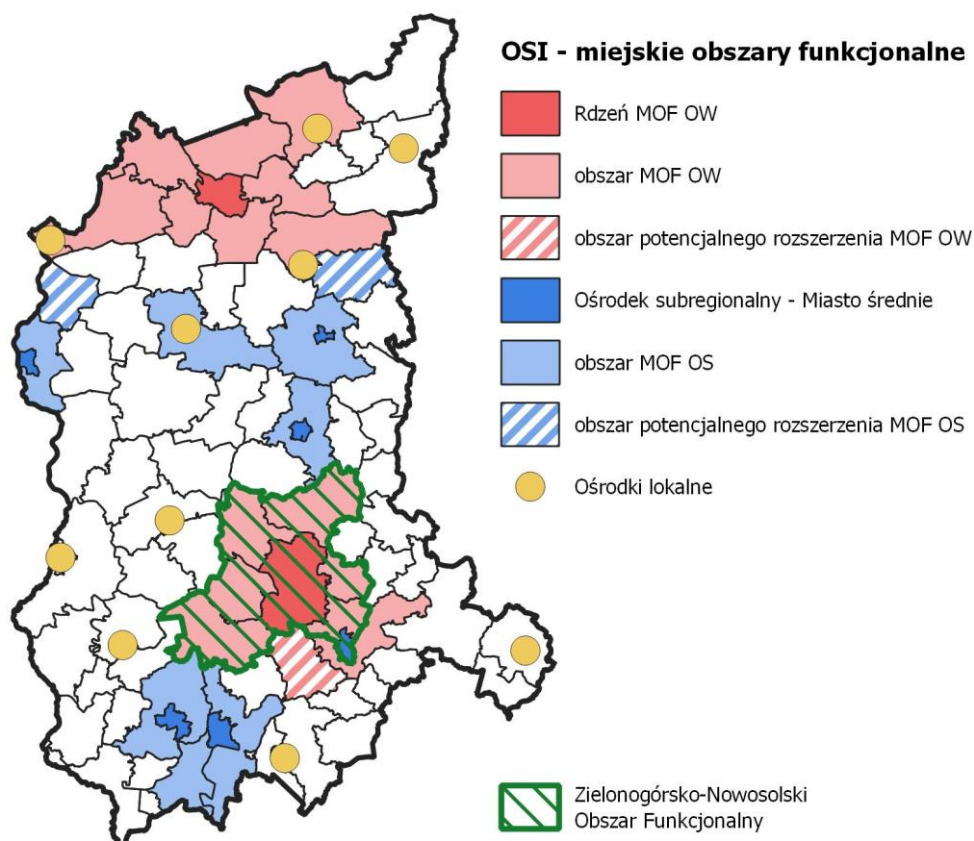 OSI - miejskie obszary funkcjonalne
Rdzeń MOF OW
obszar MOF OW
obszar potencjalnego rozszerzenia MOF OW
Ośrodek subregionalny - Miasto średnie
obszar MOF OS
obszar potencjalnego rozszerzenia MOF OS
Ośrodki lokalne
Zielonogórsko-Nowosolski
Obszar Funkcjonalny